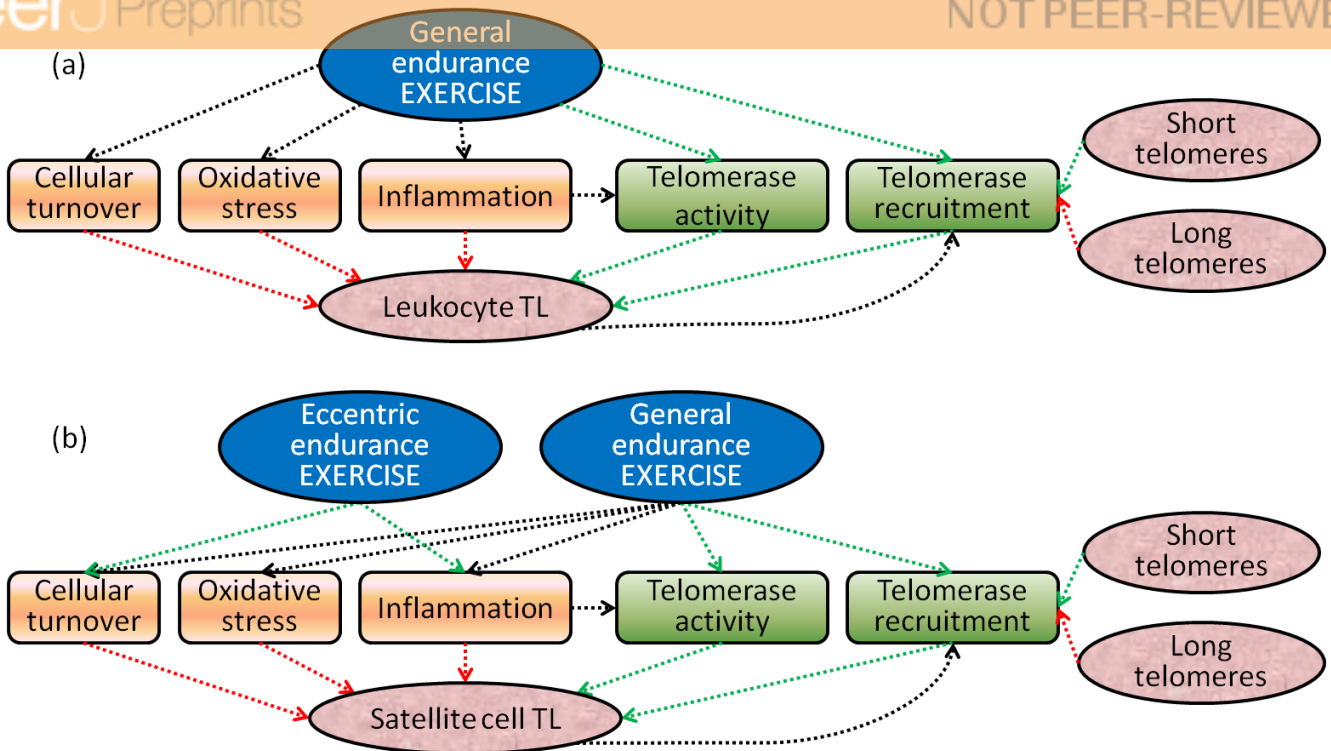 Preprints
NOT PEER-REVIEWE
(a)
General
endurance
EXERCISE
Cellular
turnover
Oxidative
stress
Inflammation
Telomerase
activity
Telomerase
recruitment
Short
telomeres
Long
telomeres
Leukocyte TL
(b)
Eccentric
endurance
EXERCISE
General
endurance
EXERCISE
Cellular
turnover
Oxidative
stress
Inflammation
Telomerase
activity
Telomerase
recruitment
Short
telomeres
Long
telomeres
Satellite cell TL